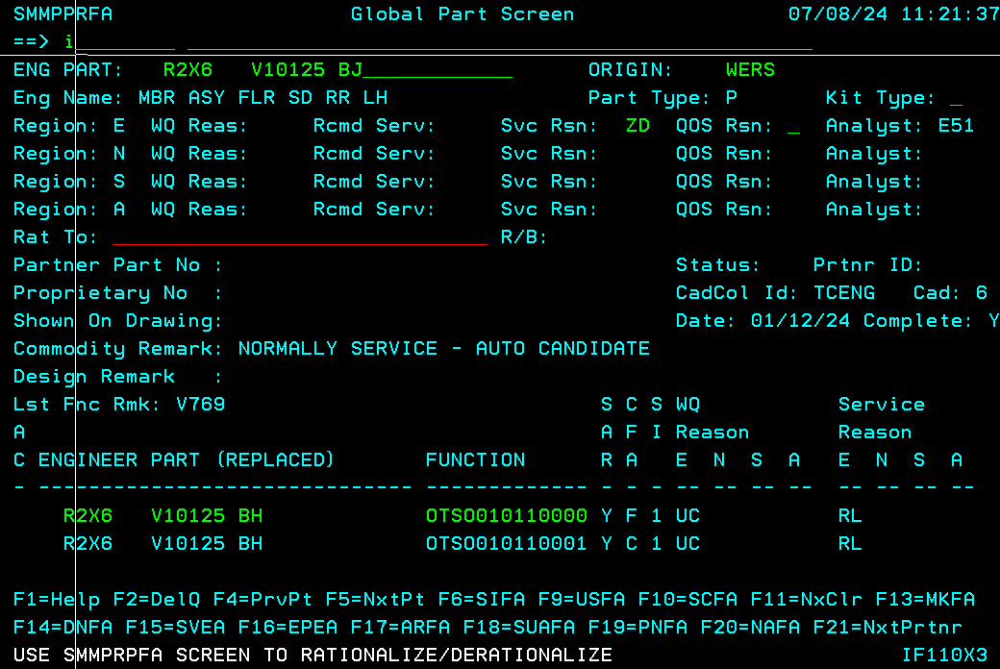 SMMPPRFA Global Part Screen 07/08/24 11:21:37
==> i________ __________________________________________________
ENG PART: R2X6 V10125 BJ____________ ORIGIN: WERS
Eng Name: MBR ASY FLR SD RR LH Part Type: P Kit Type: _
Region: E WQ Reas: Rcmd Serv: Svc Rsn: ZD QOS Rsn: _ Analyst: E51
Region: N WQ Reas: Rcmd Serv: Svc Rsn: QOS Rsn: Analyst:
Region: S WQ Reas: Rcmd Serv: Svc Rsn: QOS Rsn: Analyst:
Region: A WQ Reas: Rcmd Serv: Svc Rsn: QOS Rsn: Analyst:
Rat To: ______________________________ R/B:
Partner Part No : Status: Prtnr ID:
Proprietary No : CadCol Id: TCENG Cad: 6
Shown On Drawing: Date: 01/12/24 Complete: Y
Commodity Remark: NORMALLY SERVICE - AUTO CANDIDATE
Design Remark :
Lst Fnc Rmk: V769 S C S WQ Service
A A F I Reason Reason
C ENGINEER PART (REPLACED) FUNCTION R A E N S A E N S A
- ------------------------------ ------------- - - - -- -- -- -- -- -- -- --
R2X6 V10125 BH OTSO010110000 Y F 1 UC RL
R2X6 V10125 BH OTSO010110001 Y C 1 UC RL
F1=Help F2=DelQ F4=PrvPt F5=NxtPt F6=SIFA F9=USFA F10=SCFA F11=NxClr F13=MKFA
F14=DNFA F15=SVEA F16=EPEA F17=ARFA F18=SUAFA F19=PNFA F20=NAFA F21=NxtPrtnr
USE SMMPRPFA SCREEN TO RATIONALIZE/DERATIONALIZE IF110X3